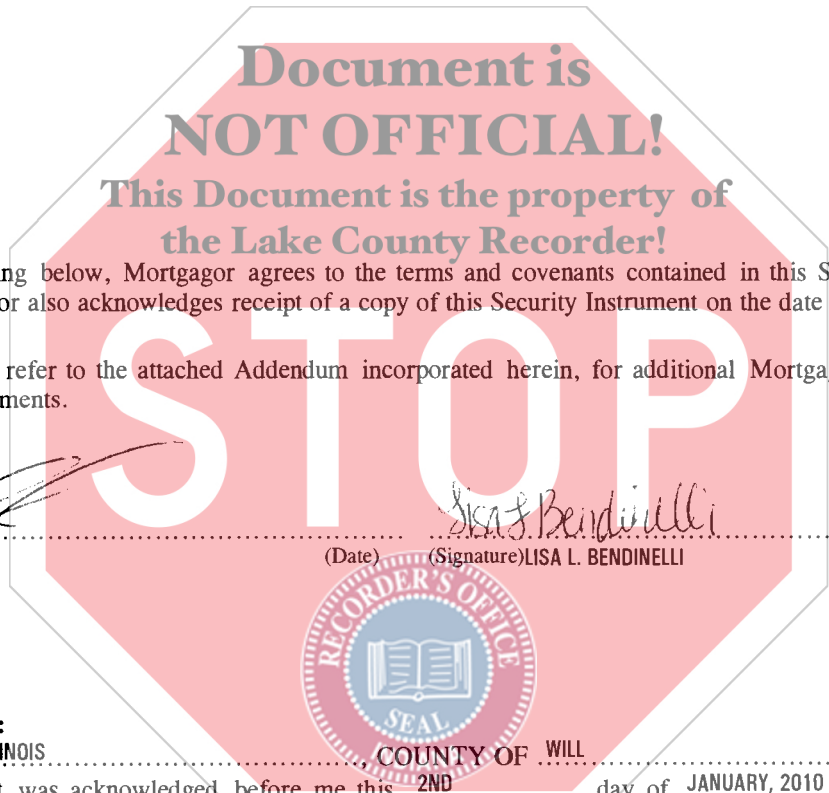 Document is
NOT OFFICIAL!
This Document is the property of
the Lake County Recorder!
ng below, Mortgagor agrees to the terms and covenants contained in this S
or also acknowledges receipt of a copy of this Security Instrument on the date
refer to the attached Addendum incorporated herein, for additional Mortga
ments.
STOP
Lisa L Bendinelli
(Date) (Signature)LISA L. BENDINELLI
RECORDER'S OFFICE
SEAL
:
INOIS, COUNTY OF WILL
t was acknowledged before me this 2ND day of JANUARY, 2010